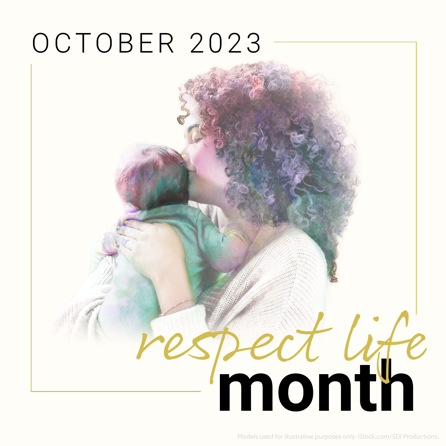 OCTOBER 2023
respect life
month
Models used for illustrative purposes only. iStock.com/SDI Productions.